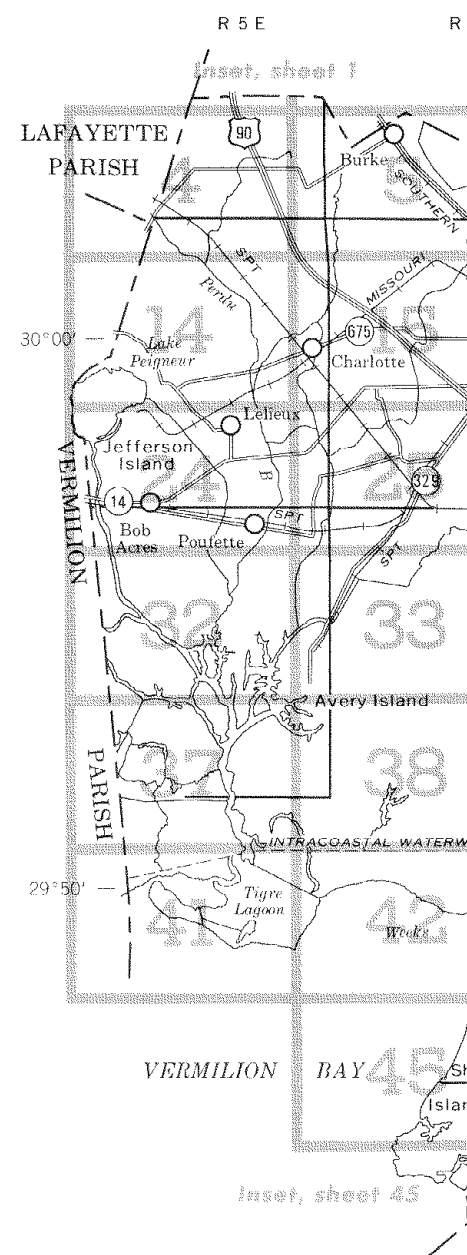 R 5 E
R
Inset, sheet 1
LAFAYETTE
PARISH
90
Burke
4
5
SOUTHERN
SPT
MISSOURI
Peribu
14
15
30°00'
Lake
Peigneur
675
Charlotte
Lelieux
Jefferson
Island
24
329
14
B
SPT
Bob
Acres
Poufette
SPT
VERMILION
32
33
Avery Island
37
38
PARISH
INTRACOASTAL WATERW
29°50'
Tigre
Lagoon
41
42
Weeks
VERMILION BAY
45
Sh
Islan
Inset, sheet 45